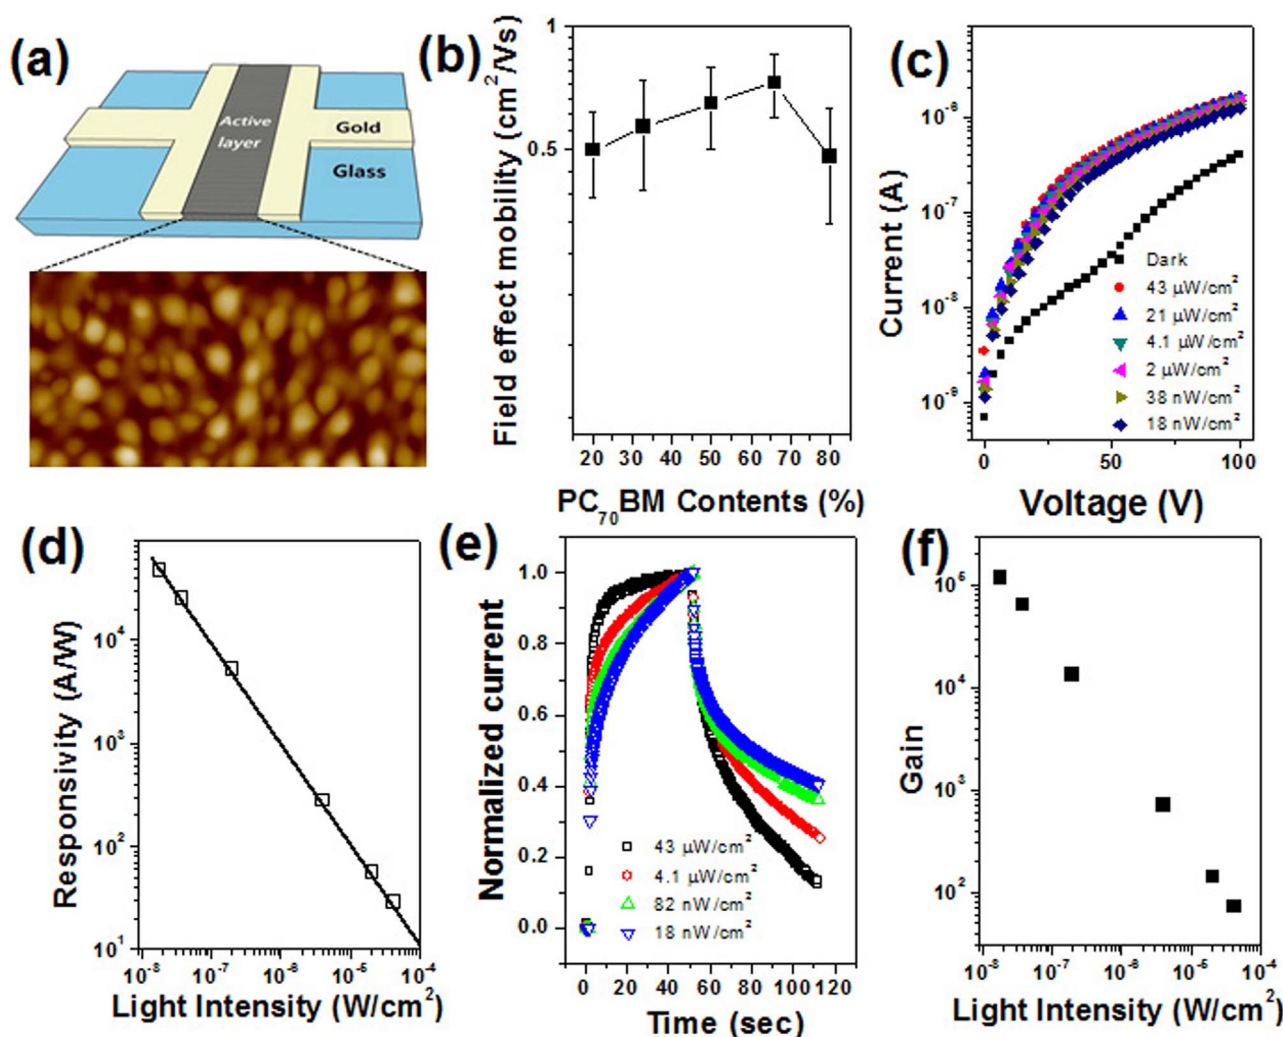 (a)
Active
layer
Gold
Glass
(b)
Field effect mobility (cm²/Vs)
1
0.5
20 30 40 50 60 70 80
PC₇₀BM Contents (%)
(c)
Current (A)
10⁻⁶
10⁻⁷
10⁻⁸
10⁻⁹
Dark
43 μW/cm²
21 μW/cm²
4.1 μW/cm²
2 μW/cm²
38 nW/cm²
18 nW/cm²
0 50 100
Voltage (V)
(d)
Responsivity (A/W)
10⁴
10³
10²
10¹
10⁻⁸ 10⁻⁷ 10⁻⁶ 10⁻⁵ 10⁻⁴
Light Intensity (W/cm²)
(e)
Normalized current
1.0
0.8
0.6
0.4
0.2
0.0
43 μW/cm²
4.1 μW/cm²
82 nW/cm²
18 nW/cm²
0 20 40 60 80 100 120
Time (sec)
(f)
Gain
10⁵
10⁴
10³
10²
10⁻⁸ 10⁻⁷ 10⁻⁶ 10⁻⁵ 10⁻⁴
Light Intensity (W/cm²)